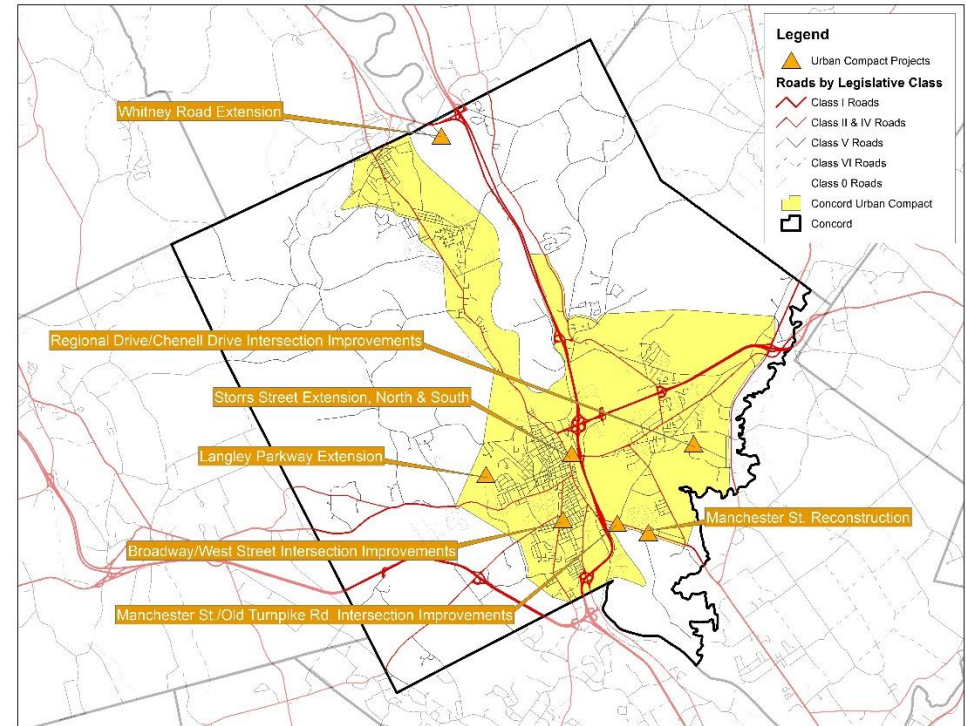 Legend
Urban Compact Projects
Roads by Legislative Class
Class I Roads
Class II & IV Roads
Class V Roads
Class VI Roads
Class 0 Roads
Concord Urban Compact
Concord
Whitney Road Extension
Regional Drive/Chenell Drive Intersection Improvements
Storrs Street Extension, North & South
Langley Parkway Extension
Manchester St. Reconstruction
Broadway/West Street Intersection Improvements
Manchester St./Old Turnpike Rd. Intersection Improvements